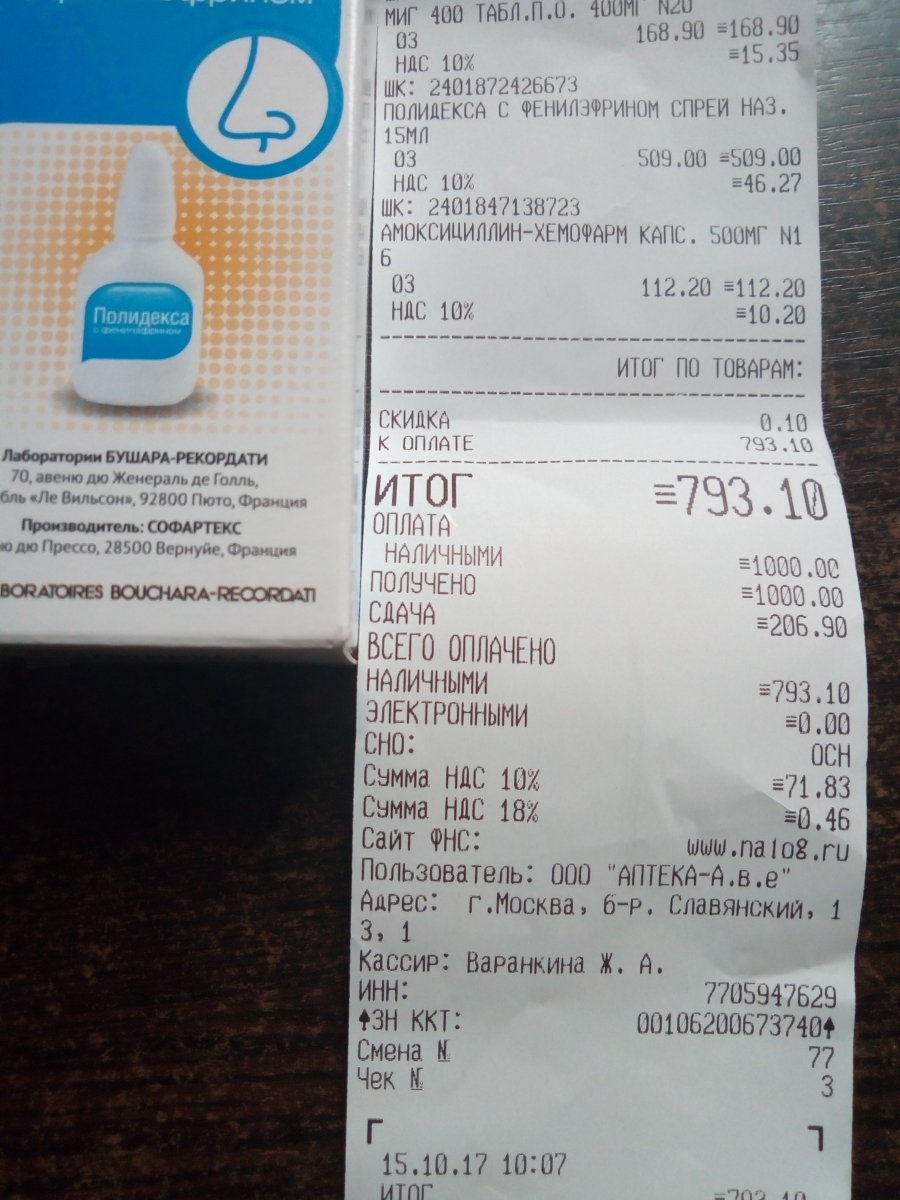 Полидекса
с фенилэфрином
Лаборатории БУШАРА-РЕКОРДАТИ
70, авеню дю Женераль де Голль,
«Ле Вильсон», 92800 Пюто, Франция
Производитель: СОФАРТЕКС
дю Прессо, 28500 Вернуйе, Франция
BORATOIRES BOUCHARA-RECORDATI
МИГ 400 ТАБЛ.П.О. 400МГ N20
03 168.90 ≡168.90
НДС 10% ≡15.35
ШК: 2401872426673
ПОЛИДЕКСА С ФЕНИЛЭФРИНОМ СПРЕЙ НАЗ.
15МЛ
03 509.00 ≡509.00
НДС 10% ≡46.27
ШК: 2401847138723
АМОКСИЦИЛЛИН-ХЕМОФАРМ КАПС. 500МГ N1
6
03 112.20 ≡112.20
НДС 10% ≡10.20
ИТОГ ПО ТОВАРАМ:
СКИДКА 0.10
К ОПЛАТЕ 793.10
ИТОГ ≡793.10
ОПЛАТА
НАЛИЧНЫМИ ≡1000.00
ПОЛУЧЕНО ≡1000.00
СДАЧА ≡206.90
ВСЕГО ОПЛАЧЕНО
НАЛИЧНЫМИ ≡793.10
ЭЛЕКТРОННЫМИ ≡0.00
СНО: ОСН
Сумма НДС 10% ≡71.83
Сумма НДС 18% ≡0.46
Сайт ФНС: www.nalog.ru
Пользователь: ООО "АПТЕКА-А.в.е"
Адрес: г.Москва, б-р. Славянский, 1
3, 1
Кассир: Варанкина Ж. А.
ИНН: 7705947629
ЗН ККТ: 00106200673740
Смена № 77
Чек № 3
15.10.17 10:07
ИТОГ ≡793.10